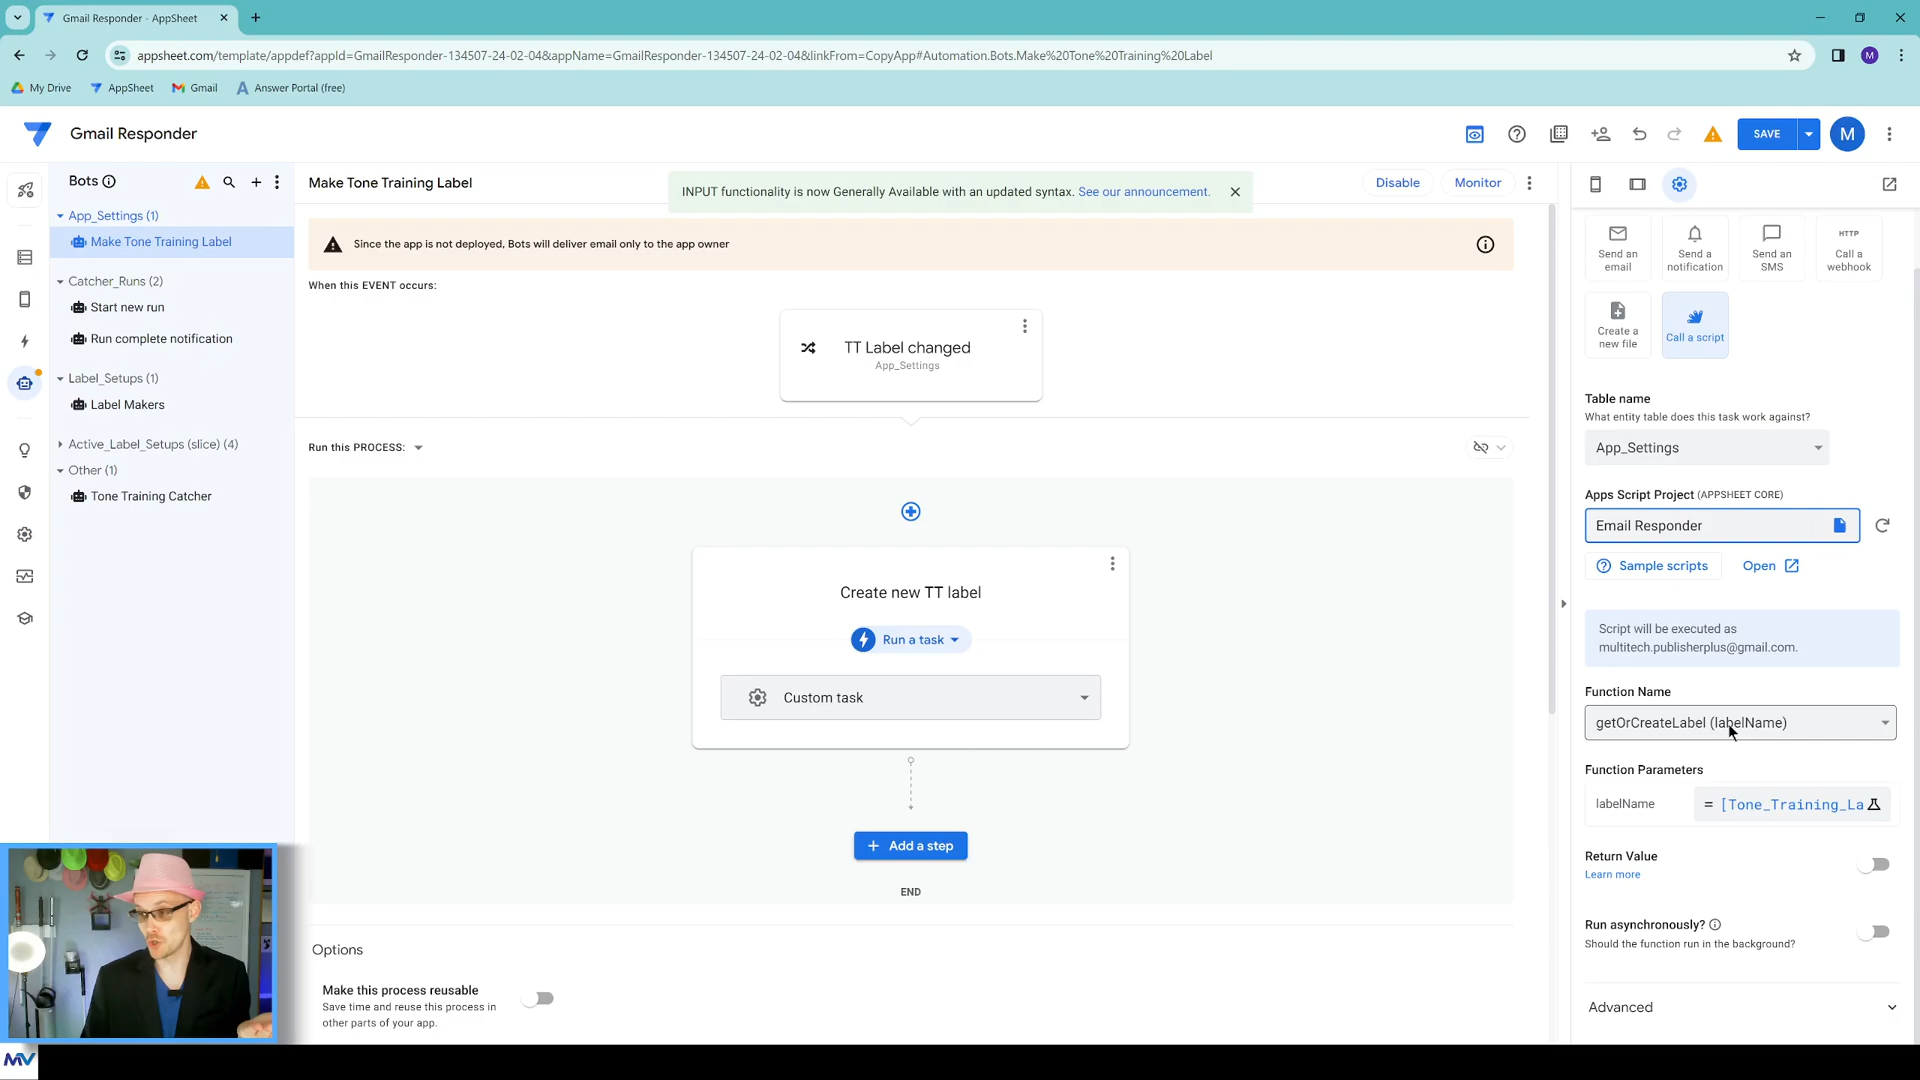 Gmail Responder - AppSheet
appsheet.com/template/appdef?appId=GmailResponder-134507-24-02-04&appName=GmailResponder-134507-24-02-04&linkFrom=CopyApp#Automation.Bots.Make%20Tone%20Training%20Label
M
My Drive
AppSheet
Gmail
Answer Portal (free)
Gmail Responder
SAVE
M
Bots
App_Settings (1)
Make Tone Training Label
Catcher_Runs (2)
Start new run
Run complete notification
Label_Setups (1)
Label Makers
Active_Label_Setups (slice) (4)
Other (1)
Tone Training Catcher
Make Tone Training Label
INPUT functionality is now Generally Available with an updated syntax. See our announcement.
Disable
Monitor
Since the app is not deployed, Bots will deliver email only to the app owner
When this EVENT occurs:
TT Label changed
App_Settings
Run this PROCESS:
Create new TT label
Run a task
Custom task
Add a step
END
Options
Make this process reusable
Save time and reuse this process in
other parts of your app.
Send an
email
Send a
notification
Send an
SMS
HTTP
Call a
webhook
Create a
new file
Call a script
Table name
What entity table does this task work against?
App_Settings
Apps Script Project (APPSHEET CORE)
Email Responder
Sample scripts
Open
Script will be executed as
multitech.publisherplus@gmail.com.
Function Name
getOrCreateLabel (labelName)
Function Parameters
labelName
= [Tone_Training_La
Return Value
Learn more
Run asynchronously?
Should the function run in the background?
Advanced
MV